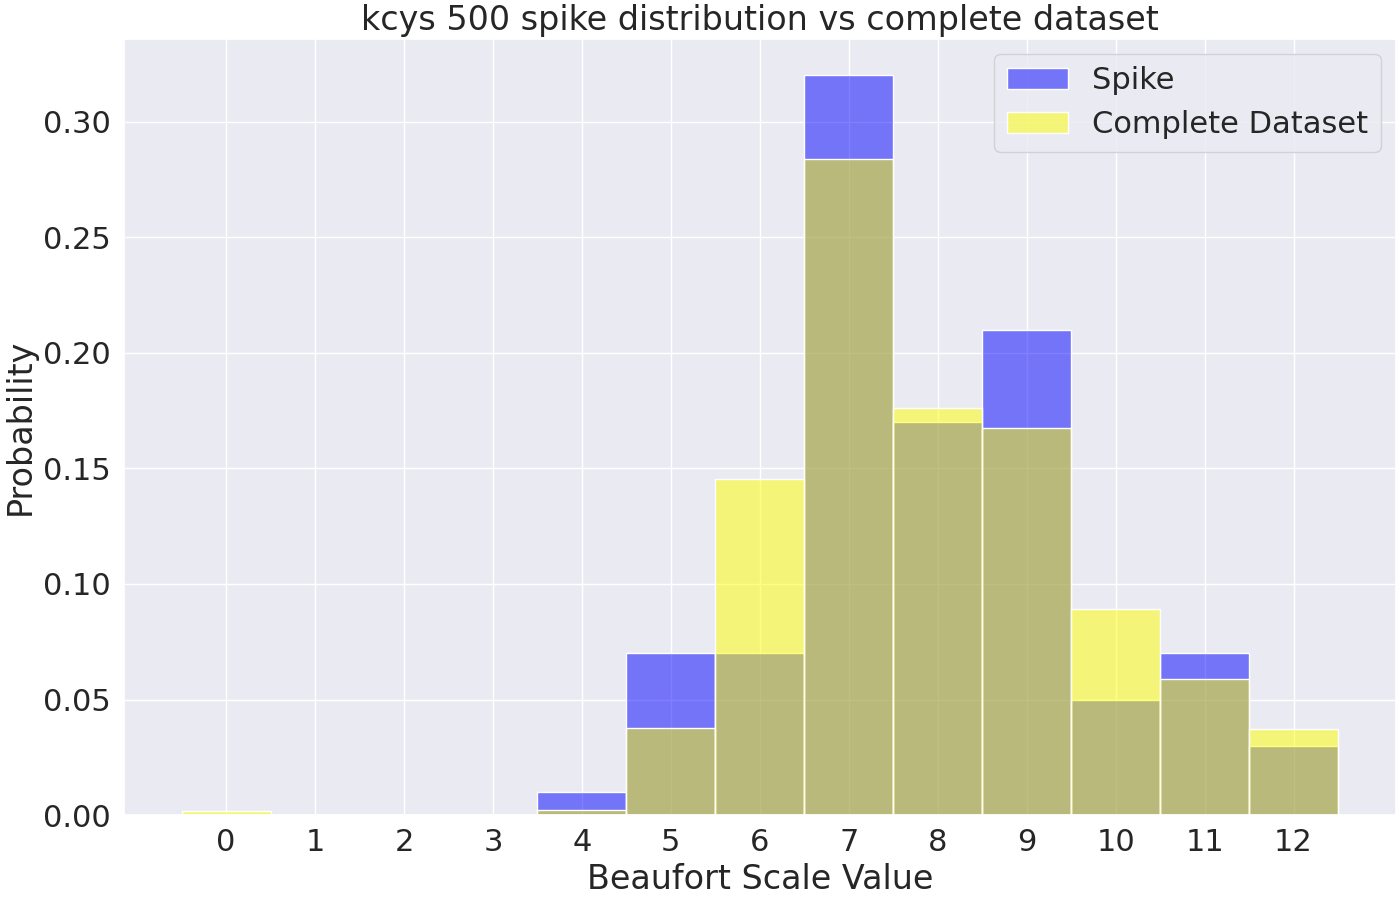 kcys 500 spike distribution vs complete dataset
Spike
Complete Dataset
0.30
0.25
0.20
0.15
0.10
0.05
0.00
Probability
0 1 2 3 4 5 6 7 8 9 10 11 12
Beaufort Scale Value